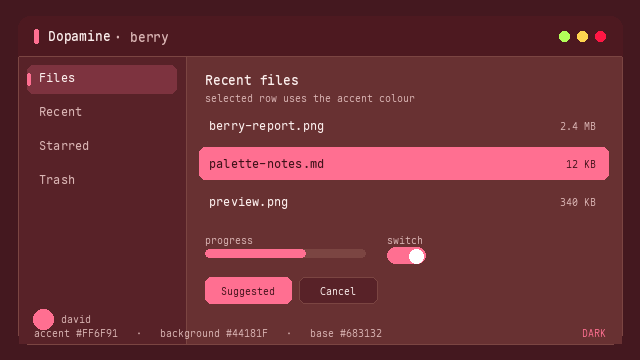 Dopamine · berry
Files
Recent
Starred
Trash
Recent files
selected row uses the accent colour
berry-report.png 2.4 MB
palette-notes.md 12 KB
preview.png 340 KB
progress switch
Suggested Cancel
david
accent #FF6F91 · background #44181F · base #683132 DARK